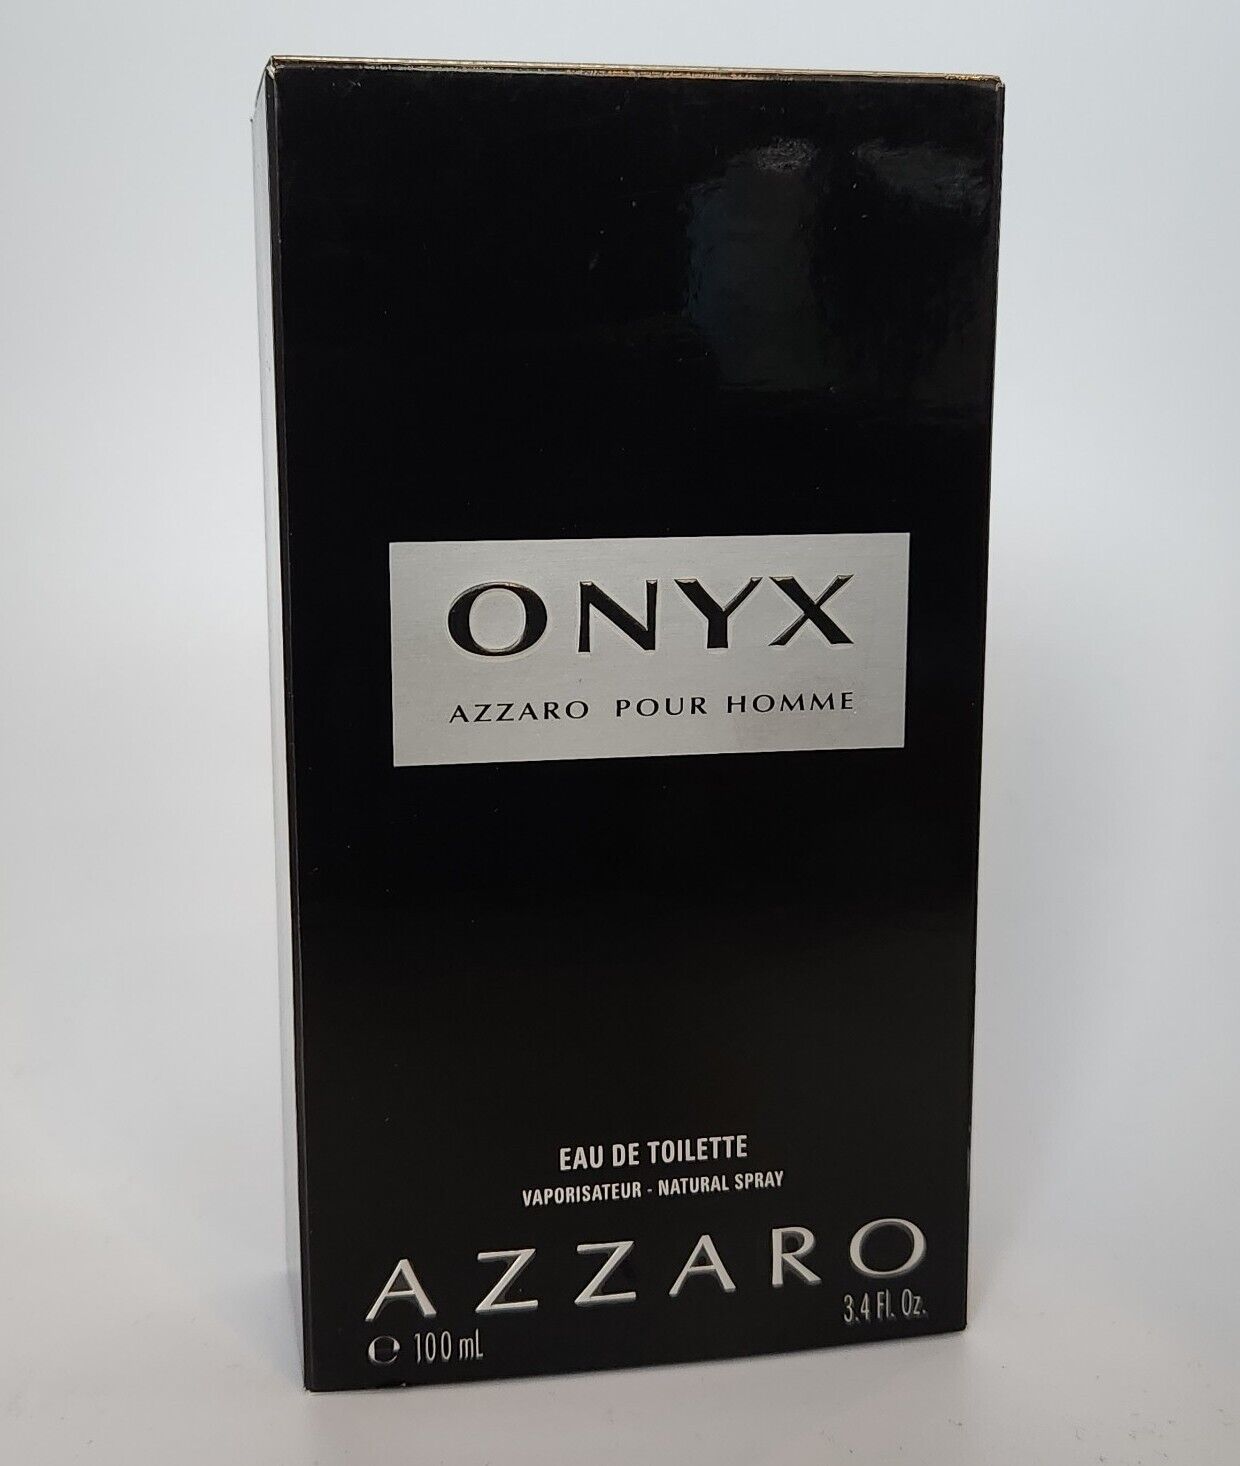 ONYX
AZZARO POUR HOMME
EAU DE TOILETTE
VAPORISATEUR - NATURAL SPRAY
AZZARO
℮ 100 mL
3.4 Fl. Oz.